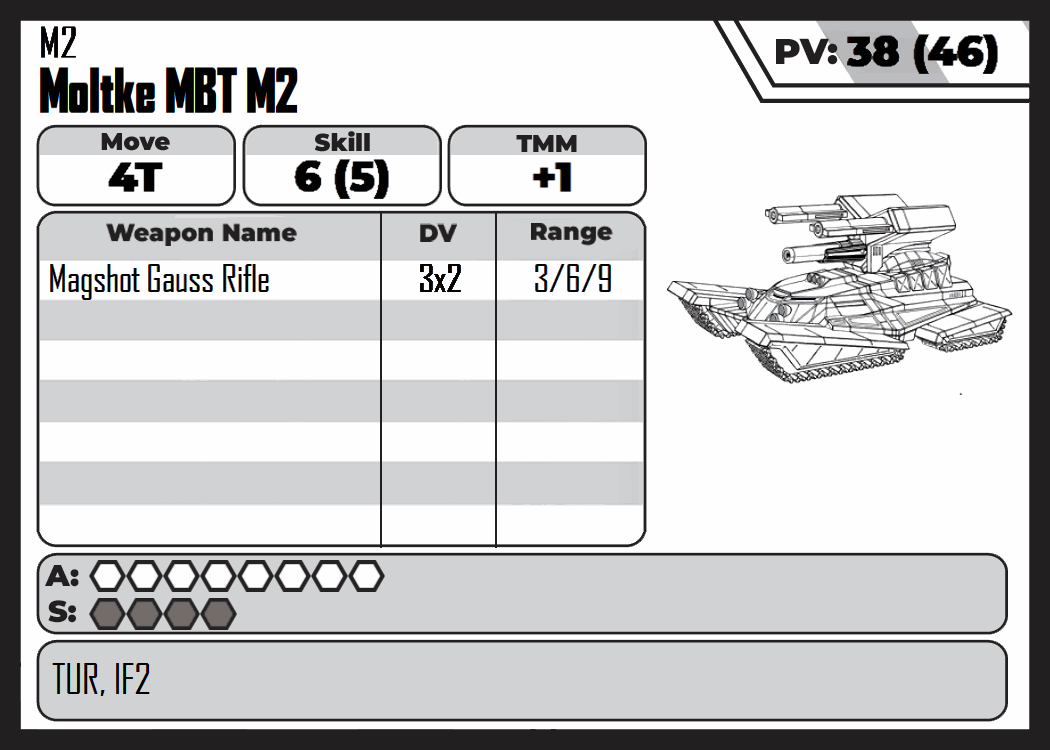 M2
PV: 38 (46)
Moltke MBT M2
Move Skill TMM
4T 6 (5) +1
Weapon Name DV Range
Magshot Gauss Rifle 3x2 3/6/9
A:
S:
TUR, IF2